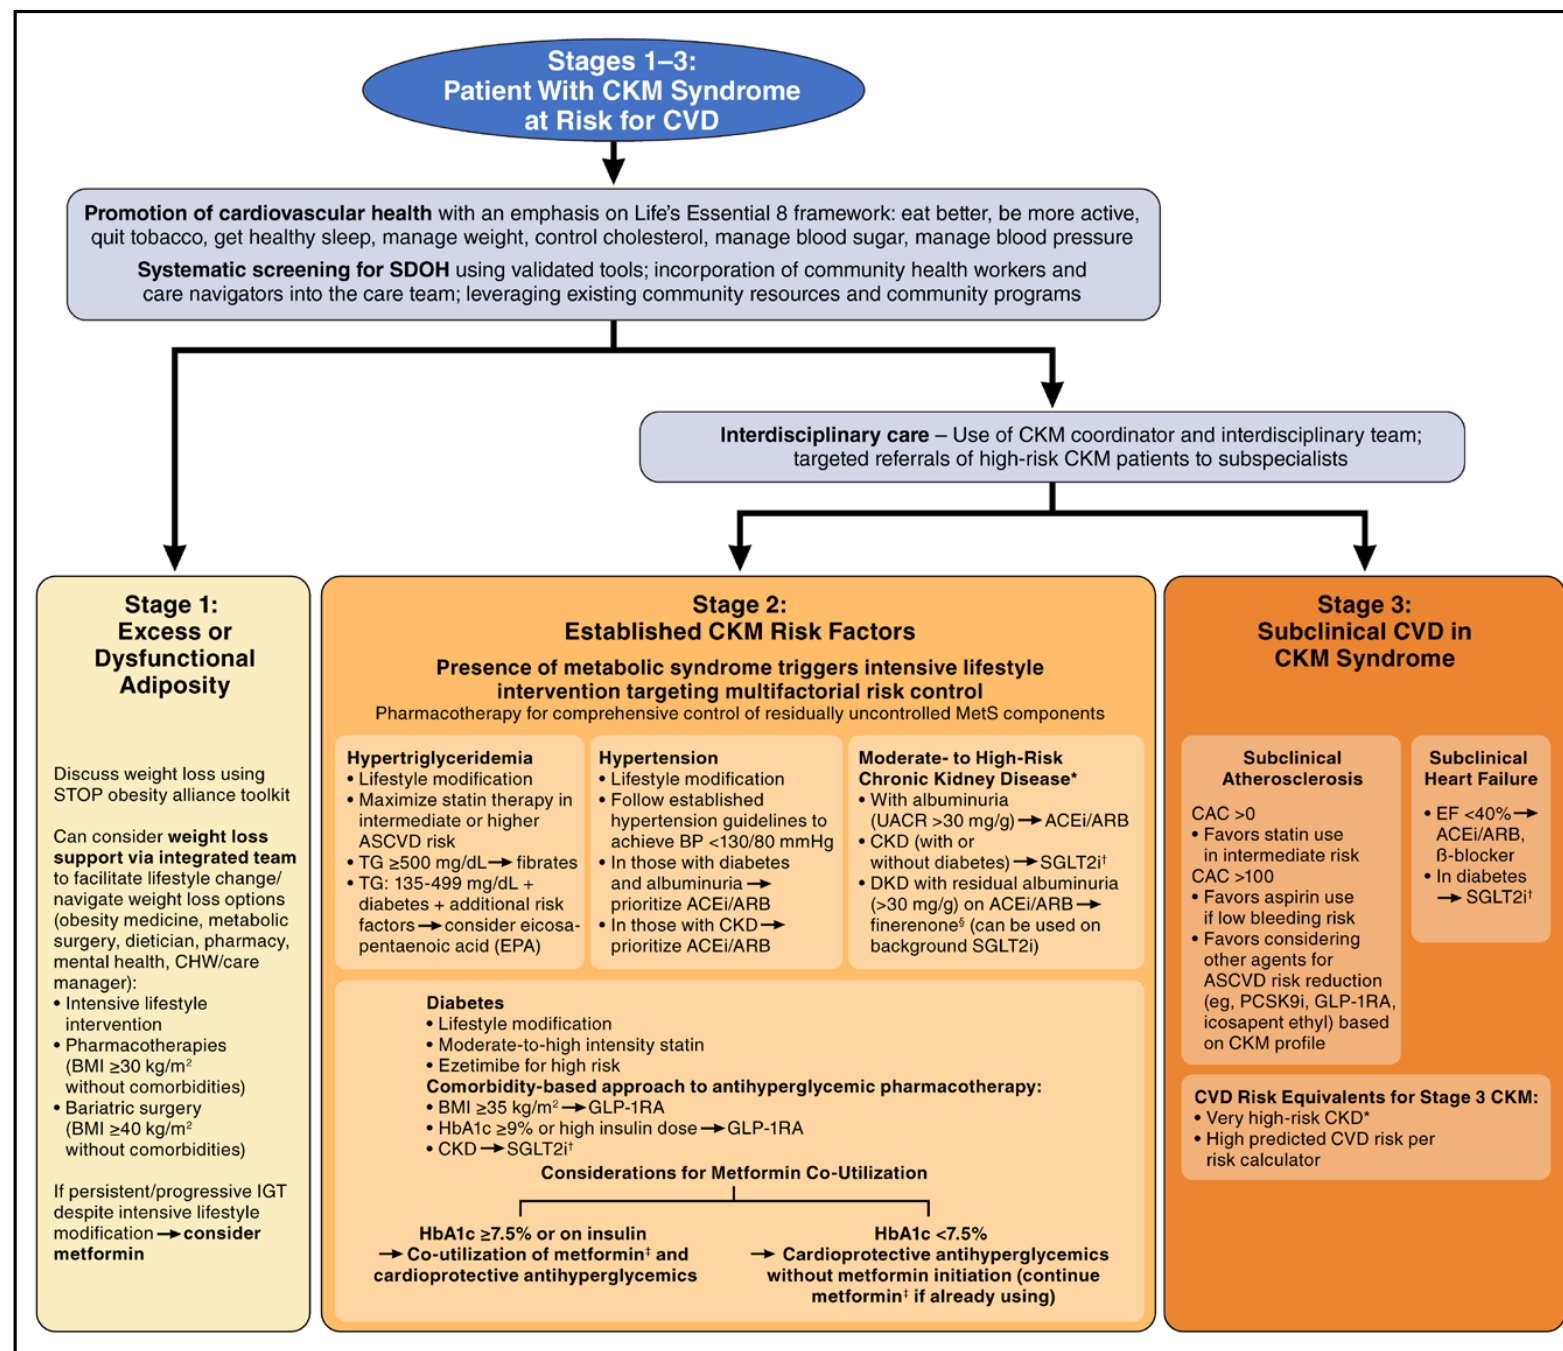 Stages 1–3:
Patient With CKM Syndrome
at Risk for CVD
Promotion of cardiovascular health with an emphasis on Life's Essential 8 framework: eat better, be more active,
quit tobacco, get healthy sleep, manage weight, control cholesterol, manage blood sugar, manage blood pressure
Systematic screening for SDOH using validated tools; incorporation of community health workers and
care navigators into the care team; leveraging existing community resources and community programs
Interdisciplinary care – Use of CKM coordinator and interdisciplinary team;
targeted referrals of high-risk CKM patients to subspecialists
Stage 1:
Excess or
Dysfunctional
Adiposity
Discuss weight loss using
STOP obesity alliance toolkit
Can consider weight loss
support via integrated team
to facilitate lifestyle change/
navigate weight loss options
(obesity medicine, metabolic
surgery, dietician, pharmacy,
mental health, CHW/care
manager):
• Intensive lifestyle
intervention
• Pharmacotherapies
(BMI ≥30 kg/m²
without comorbidities)
• Bariatric surgery
(BMI ≥40 kg/m²
without comorbidities)
If persistent/progressive IGT
despite intensive lifestyle
modification → consider
metformin
Stage 2:
Established CKM Risk Factors
Presence of metabolic syndrome triggers intensive lifestyle
intervention targeting multifactorial risk control
Pharmacotherapy for comprehensive control of residually uncontrolled MetS components
Hypertriglyceridemia
• Lifestyle modification
• Maximize statin therapy in
intermediate or higher
ASCVD risk
• TG ≥500 mg/dL → fibrates
• TG: 135-499 mg/dL +
diabetes + additional risk
factors → consider eicosa-
pentaenoic acid (EPA)
Hypertension
• Lifestyle modification
• Follow established
hypertension guidelines to
achieve BP <130/80 mmHg
• In those with diabetes
and albuminuria →
prioritize ACEi/ARB
• In those with CKD →
prioritize ACEi/ARB
Moderate- to High-Risk
Chronic Kidney Disease*
• With albuminuria
(UACR >30 mg/g) → ACEi/ARB
• CKD (with or
without diabetes) → SGLT2i†
• DKD with residual albuminuria
(>30 mg/g) on ACEi/ARB →
finerenone§ (can be used on
background SGLT2i)
Diabetes
• Lifestyle modification
• Moderate-to-high intensity statin
• Ezetimibe for high risk
Comorbidity-based approach to antihyperglycemic pharmacotherapy:
• BMI ≥35 kg/m² → GLP-1RA
• HbA1c ≥9% or high insulin dose → GLP-1RA
• CKD → SGLT2i†
Considerations for Metformin Co-Utilization
HbA1c ≥7.5% or on insulin
→ Co-utilization of metformin‡ and
cardioprotective antihyperglycemics
HbA1c <7.5%
→ Cardioprotective antihyperglycemics
without metformin initiation (continue
metformin‡ if already using)
Stage 3:
Subclinical CVD in
CKM Syndrome
Subclinical
Atherosclerosis
CAC >0
• Favors statin use
in intermediate risk
CAC >100
• Favors aspirin use
if low bleeding risk
• Favors considering
other agents for
ASCVD risk reduction
(eg, PCSK9i, GLP-1RA,
icosapent ethyl) based
on CKM profile
Subclinical
Heart Failure
• EF <40% →
ACEi/ARB,
ß-blocker
• In diabetes
→ SGLT2i†
CVD Risk Equivalents for Stage 3 CKM:
• Very high-risk CKD*
• High predicted CVD risk per
risk calculator